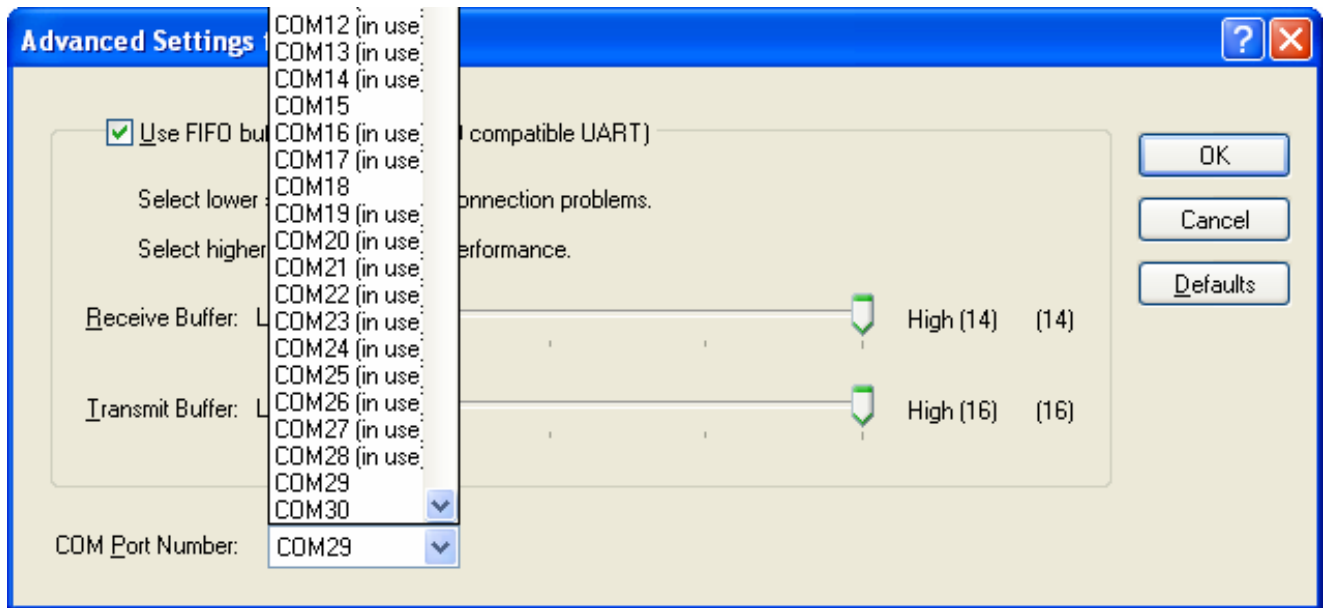 Advanced Settings
COM12 (in use)
COM13 (in use)
COM14 (in use)
COM15
COM16 (in use)
COM17 (in use)
COM18
COM19 (in use)
COM20 (in use)
COM21 (in use)
COM22 (in use)
COM23 (in use)
COM24 (in use)
COM25 (in use)
COM26 (in use)
COM27 (in use)
COM28 (in use)
COM29
COM30
Use FIFO compatible UART)
Select lower connection problems.
Select higher performance.
Receive Buffer: High (14) (14)
Transmit Buffer: High (16) (16)
COM Port Number: COM29
OK
Cancel
Defaults